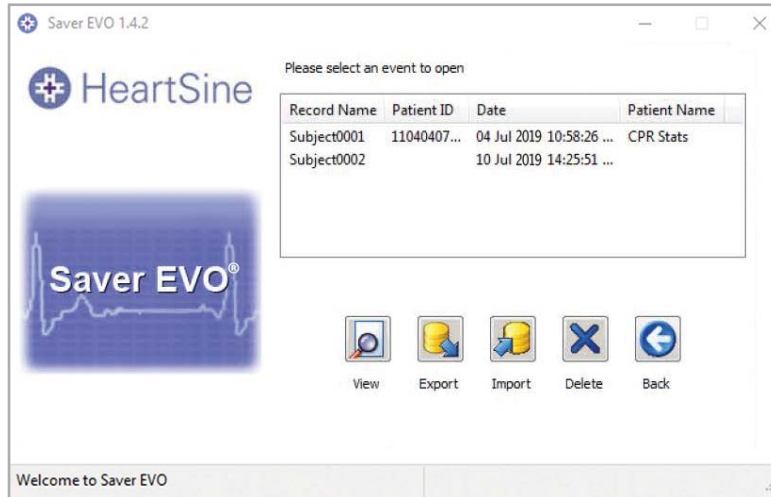 Saver EVO 1.4.2
HeartSine
Please select an event to open
Record Name Patient ID Date Patient Name
Subject0001 11040407... 04 Jul 2019 10:58:26 ... CPR Stats
Subject0002 10 Jul 2019 14:25:51 ...
Saver EVO®
View Export Import Delete Back
Welcome to Saver EVO